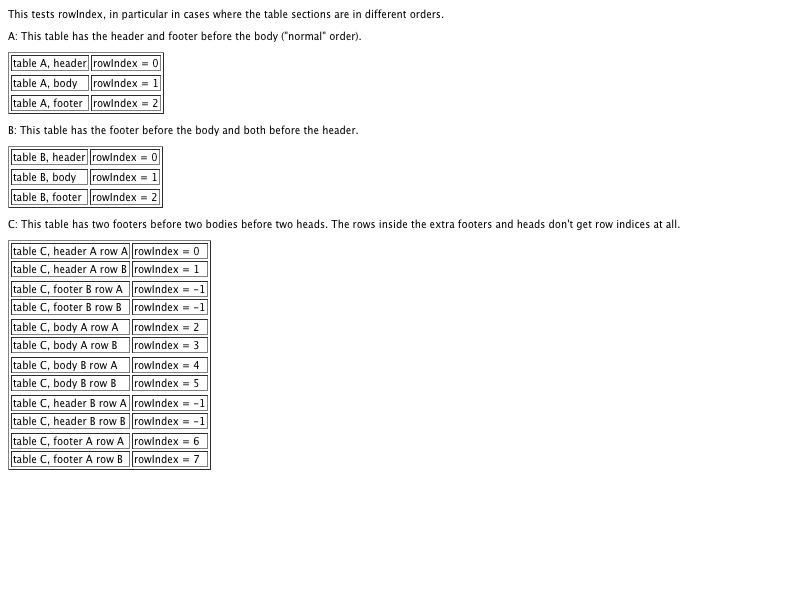 This tests rowIndex, in particular in cases where the table sections are in different orders.
A: This table has the header and footer before the body ("normal" order).
table A, header rowIndex = 0
table A, body rowIndex = 1
table A, footer rowIndex = 2
B: This table has the footer before the body and both before the header.
table B, header rowIndex = 0
table B, body rowIndex = 1
table B, footer rowIndex = 2
C: This table has two footers before two bodies before two heads. The rows inside the extra footers and heads don't get row indices at all.
table C, header A row A rowIndex = 0
table C, header A row B rowIndex = 1
table C, footer B row A rowIndex = -1
table C, footer B row B rowIndex = -1
table C, body A row A rowIndex = 2
table C, body A row B rowIndex = 3
table C, body B row A rowIndex = 4
table C, body B row B rowIndex = 5
table C, header B row A rowIndex = -1
table C, header B row B rowIndex = -1
table C, footer A row A rowIndex = 6
table C, footer A row B rowIndex = 7